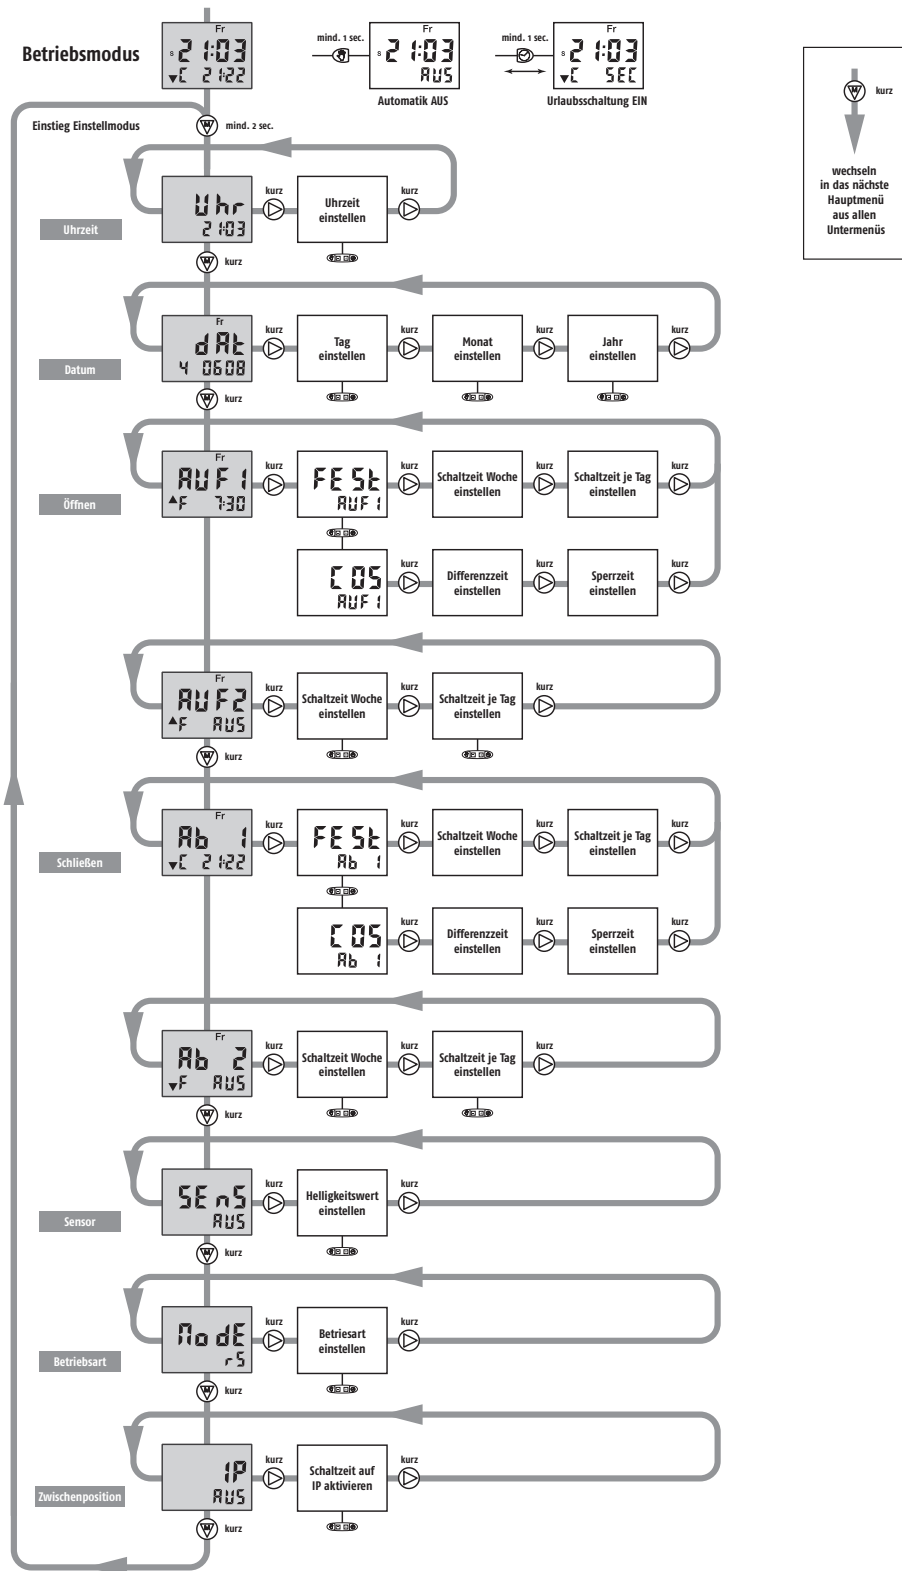 Betriebsmodus
Fr
s 21:03
▼C 21:22
mind. 1 sec.
Fr
s 21:03
AUS
Automatik AUS
mind. 1 sec.
Fr
s 21:03
▼C SEC
Urlaubsschaltung EIN
M
kurz
wechseln
in das nächste
Hauptmenü
aus allen
Untermenüs
Einstieg Einstellmodus
M
mind. 2 sec.
Uhrzeit
Uhr
21:03
kurz
Uhrzeit
einstellen
kurz
M
kurz
Datum
Fr
dAt
4 0608
kurz
Tag
einstellen
kurz
Monat
einstellen
kurz
Jahr
einstellen
kurz
M
kurz
Öffnen
Fr
AUF1
▲F 7:30
kurz
FESt
AUF1
kurz
Schaltzeit Woche
einstellen
kurz
Schaltzeit je Tag
einstellen
kurz
COS
AUF1
kurz
Differenzzeit
einstellen
kurz
Sperrzeit
einstellen
kurz
Fr
AUF2
▲F AUS
kurz
Schaltzeit Woche
einstellen
kurz
Schaltzeit je Tag
einstellen
kurz
M
kurz
Schließen
Fr
Ab 1
▼C 21:22
kurz
FESt
Ab 1
kurz
Schaltzeit Woche
einstellen
kurz
Schaltzeit je Tag
einstellen
kurz
COS
Ab 1
kurz
Differenzzeit
einstellen
kurz
Sperrzeit
einstellen
kurz
Fr
Ab 2
▼F AUS
kurz
Schaltzeit Woche
einstellen
kurz
Schaltzeit je Tag
einstellen
kurz
M
kurz
Sensor
SEnS
AUS
kurz
Helligkeitswert
einstellen
kurz
M
kurz
Betriebsart
ModE
rS
kurz
Betriesart
einstellen
kurz
M
kurz
Zwischenposition
IP
AUS
kurz
Schaltzeit auf
IP aktivieren
kurz
M
kurz